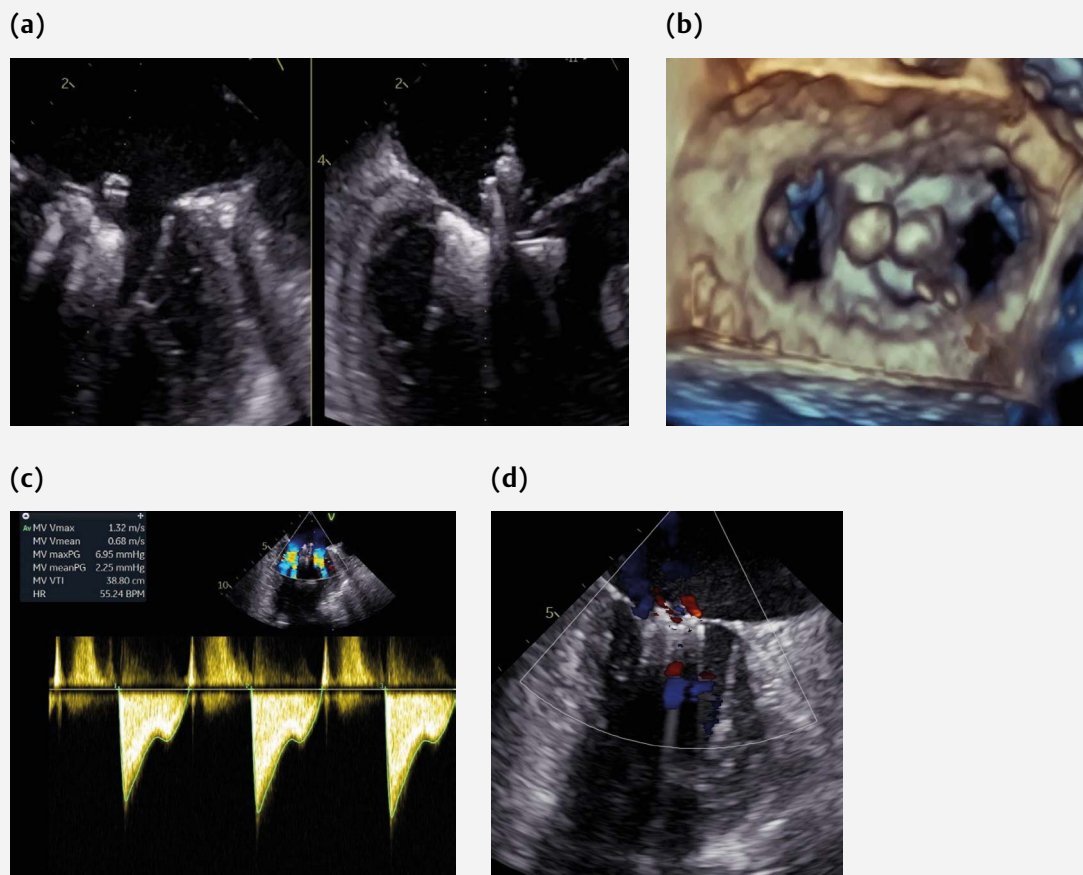 (a)
(b)
2
2
4
(c)
(d)
Av MV Vmax 1.32 m/s
MV Vmean 0.68 m/s
MV maxPG 6.95 mmHg
MV meanPG 2.25 mmHg
MV VTI 38.80 cm
HR 55.24 BPM
V
5
10
5